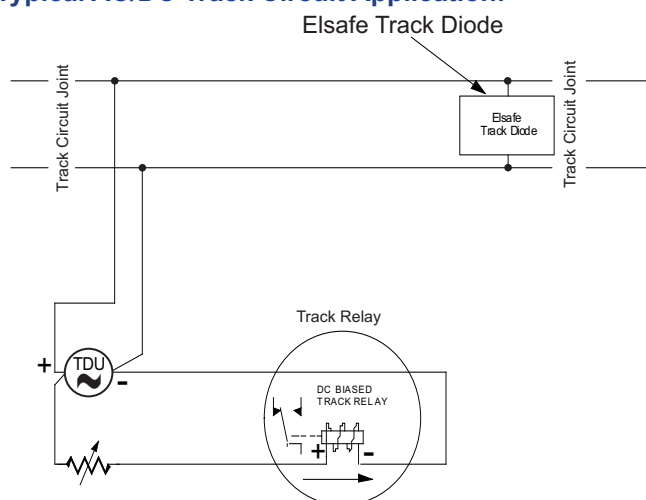 Elsafe Track Diode
Track Circuit Joint
Elsafe
Track Diode
Track Circuit Joint
Track Relay
+
TDU
-
DC BIASED
TRACK RELAY
+
-